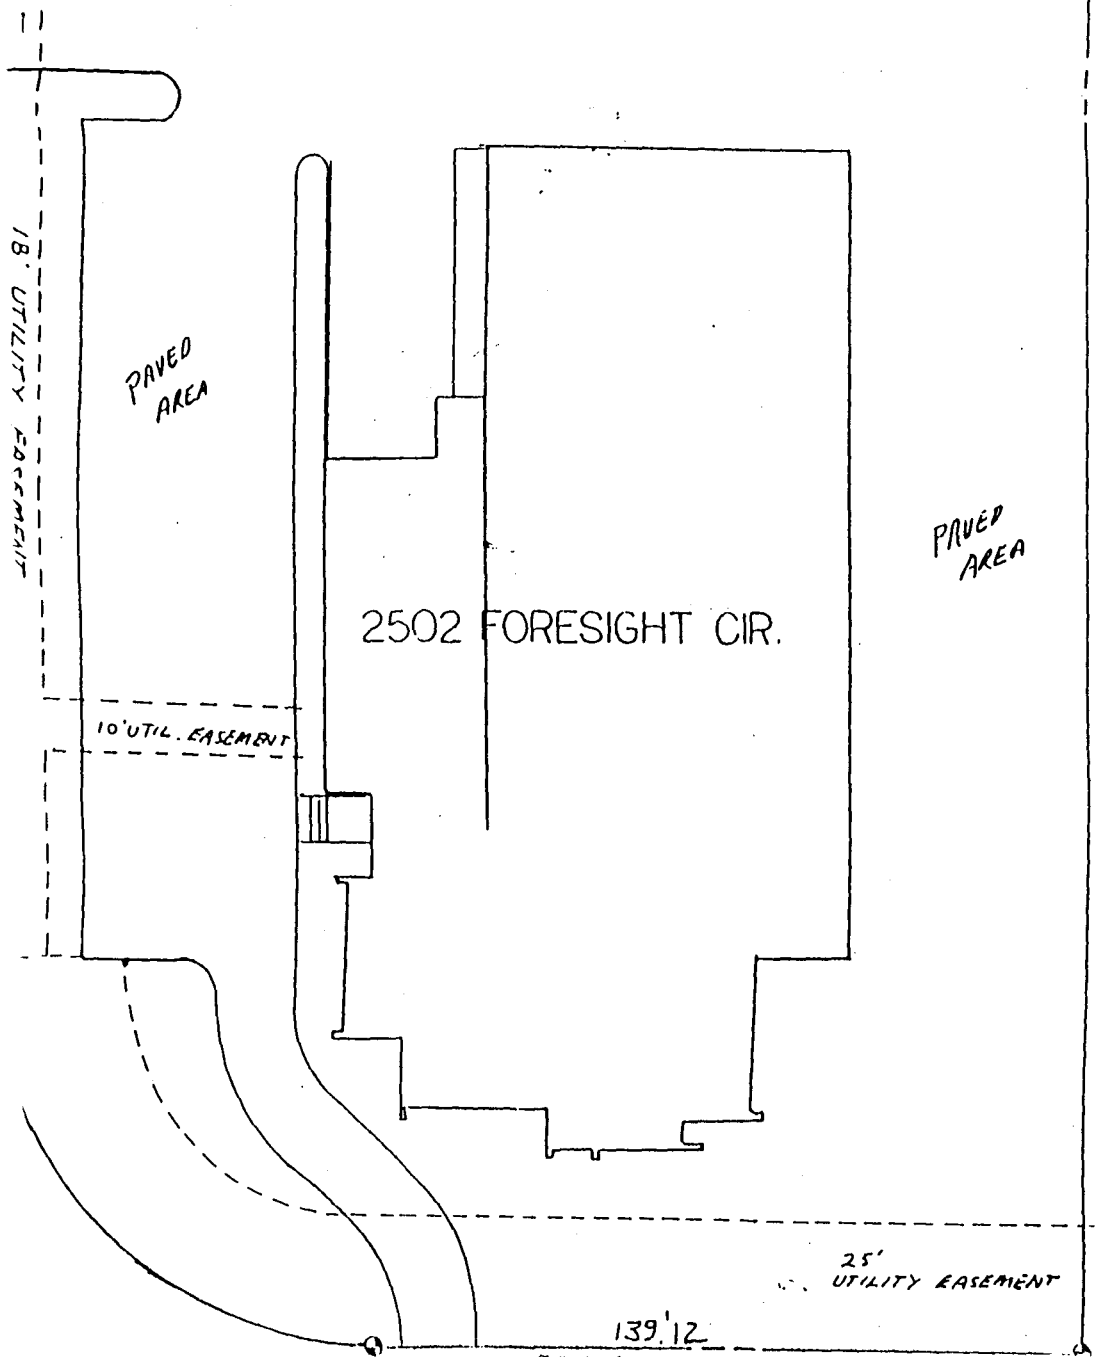 18' UTILITY EASEMENT
PAVED
AREA
PAVED
AREA
2502 FORESIGHT CIR.
10' UTIL. EASEMENT
25'
UTILITY EASEMENT
139.'12